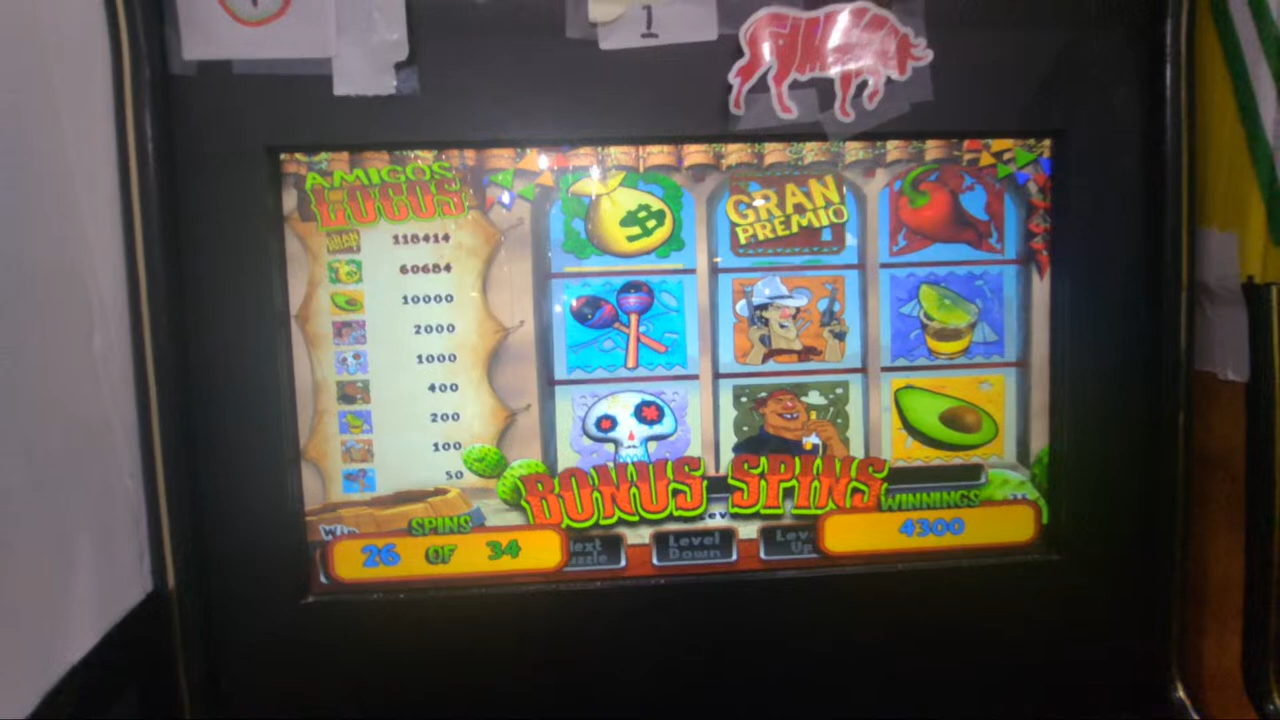 1
AMIGOS
LOCOS
118414
60684
10000
2000
1000
400
200
100
50
$
GRAN
PREMIO
BONUS SPINS
SPINS
26 OF 34
Level
Down
WINNINGS
4300